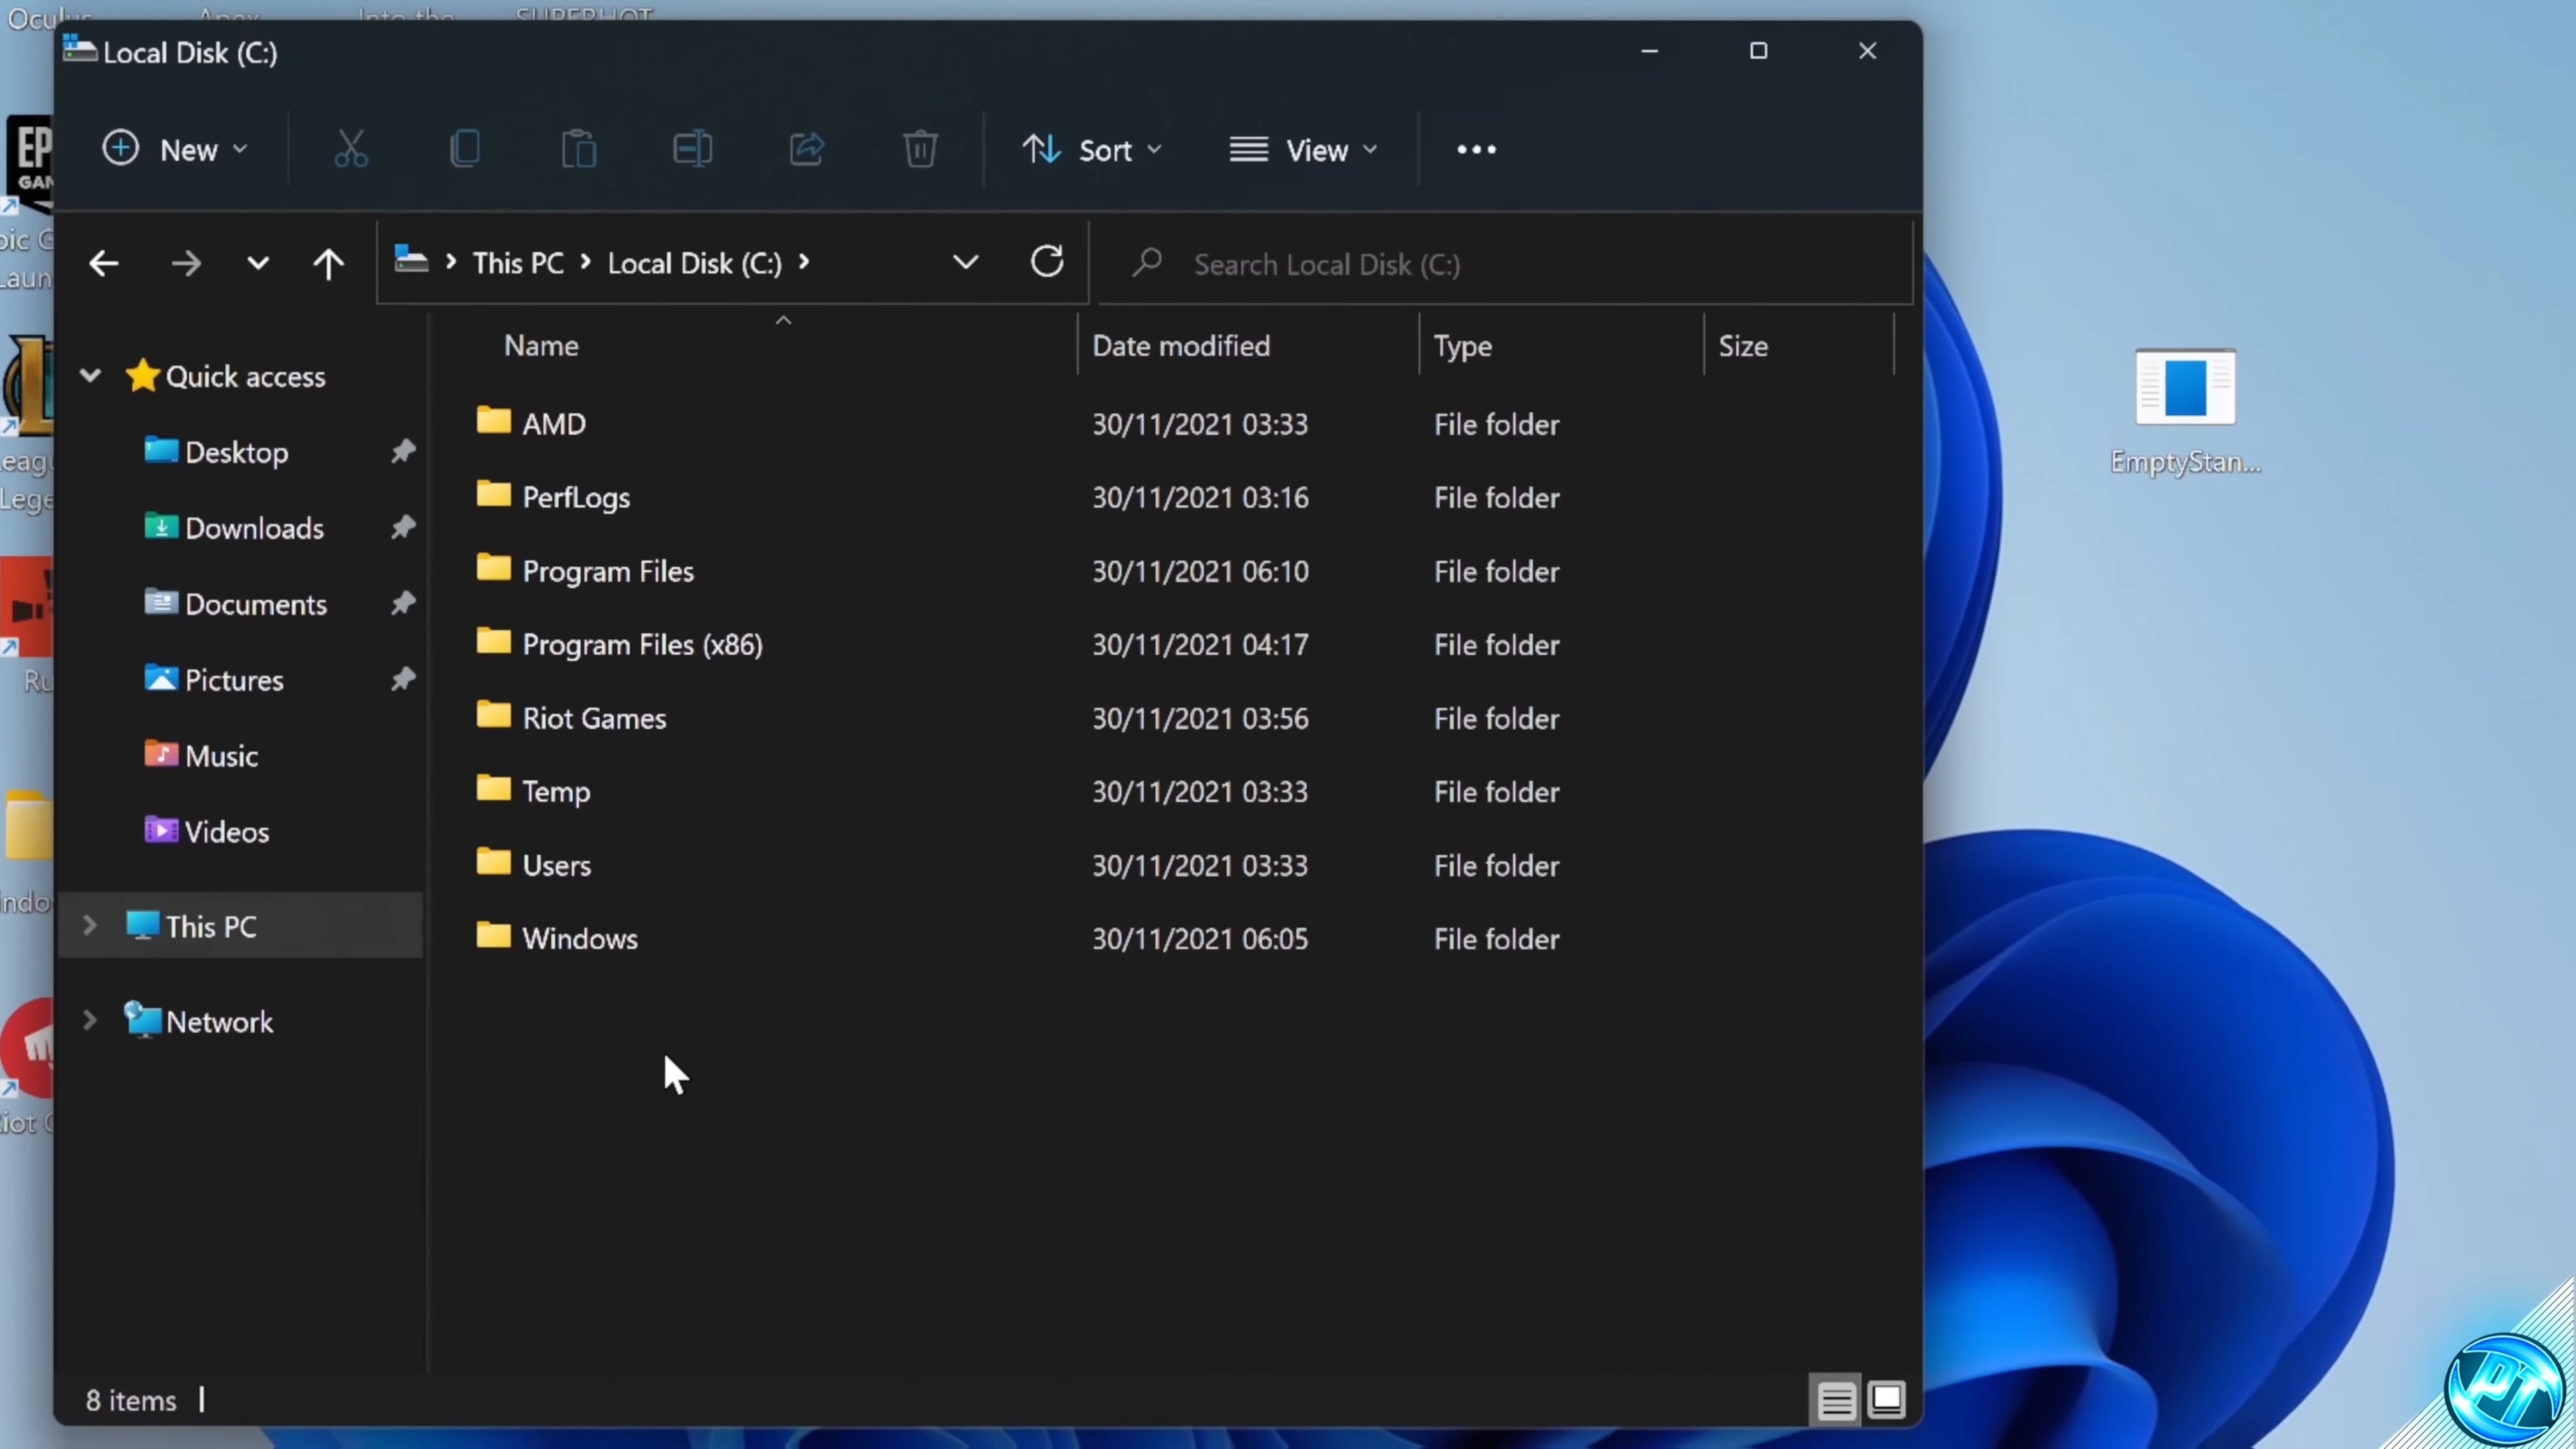 Apex
Into the
SUPERHOT
Local Disk (C:)
New
Sort
View
This PC
Local Disk (C:)
Search Local Disk (C:)
Name
Date modified
Type
Size
Quick access
Desktop
Downloads
Documents
Pictures
Music
Videos
This PC
Network
AMD 30/11/2021 03:33 File folder
PerfLogs 30/11/2021 03:16 File folder
Program Files 30/11/2021 06:10 File folder
Program Files (x86) 30/11/2021 04:17 File folder
Riot Games 30/11/2021 03:56 File folder
Temp 30/11/2021 03:33 File folder
Users 30/11/2021 03:33 File folder
Windows 30/11/2021 06:05 File folder
8 items
EmptyStan...
PT